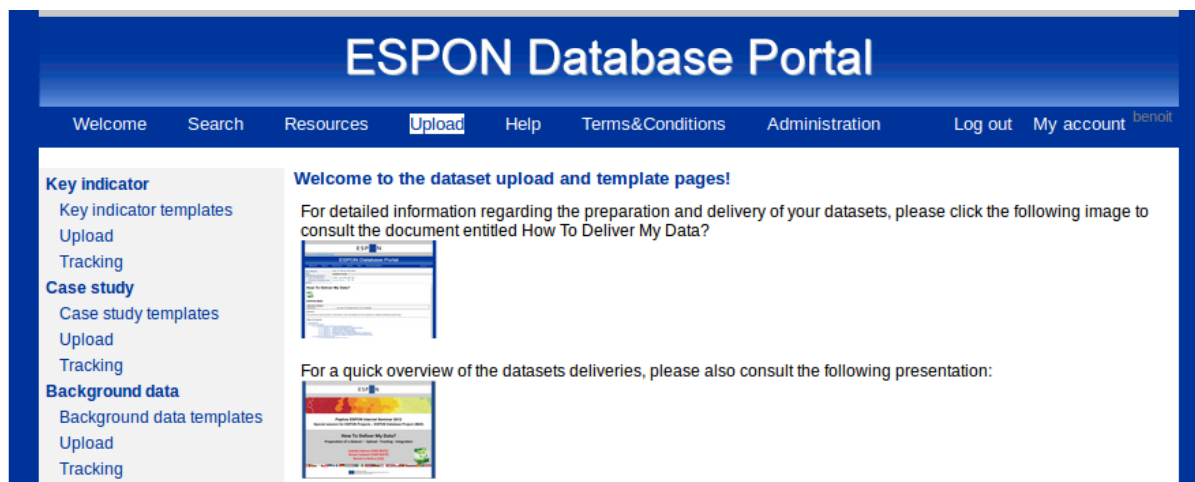 ESPON Database Portal
Welcome Search Resources Upload Help Terms&Conditions Administration Log out My account benoit
Key indicator
Key indicator templates
Upload
Tracking
Case study
Case study templates
Upload
Tracking
Background data
Background data templates
Upload
Tracking
Welcome to the dataset upload and template pages!
For detailed information regarding the preparation and delivery of your datasets, please click the following image to
consult the document entitled How To Deliver My Data?
ESPON
ESPON Database Portal
How To Deliver My Data?
For a quick overview of the datasets deliveries, please also consult the following presentation:
ESPON
How To Deliver My Data?